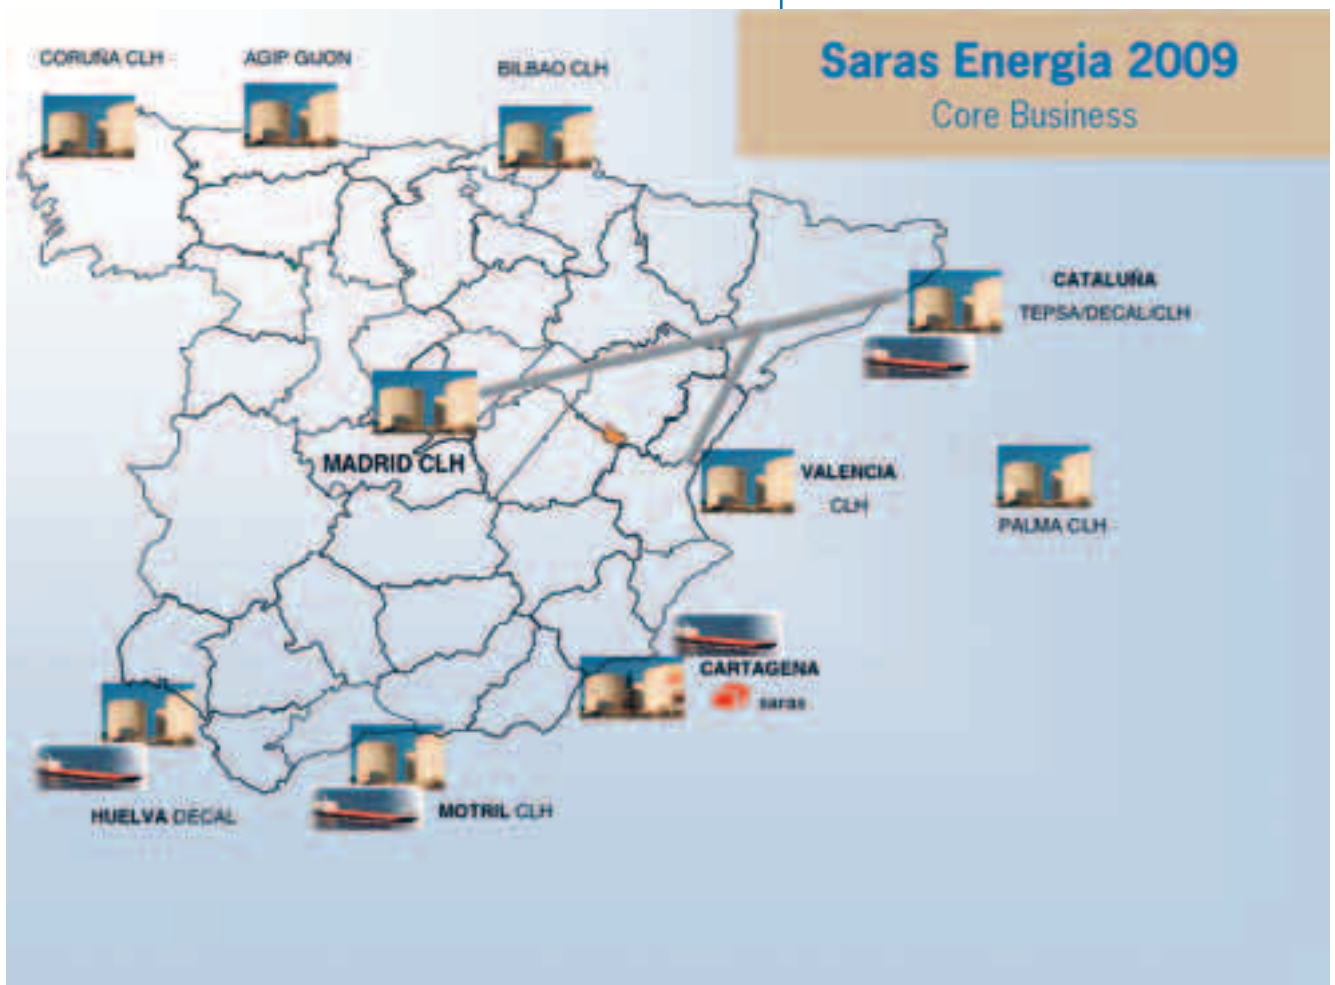 Saras Energia 2009
Core Business
CORUÑA CLH
AGIP GIJON
BILBAO CLH
CATALUÑA
TEPSA/DECAL/CLH
MADRID CLH
VALENCIA
CLH
PALMA CLH
CARTAGENA
saras
HUELVA DECAL
MOTRIL CLH